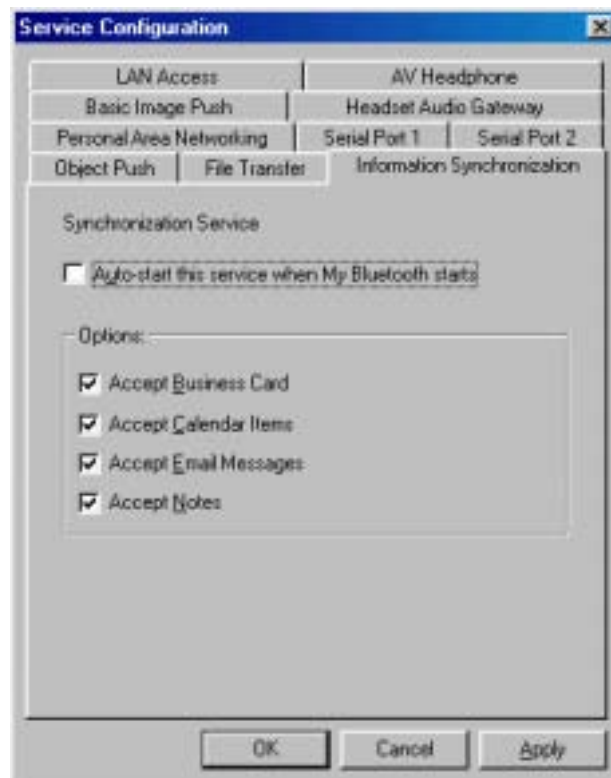 Service Configuration
LAN Access
AV Headphone
Basic Image Push
Headset Audio Gateway
Personal Area Networking
Serial Port 1
Serial Port 2
Object Push
File Transfer
Information Synchronization
Synchronization Service
Auto-start this service when My Bluetooth starts
Options:
Accept Business Card
Accept Calendar Items
Accept Email Messages
Accept Notes
OK
Cancel
Apply